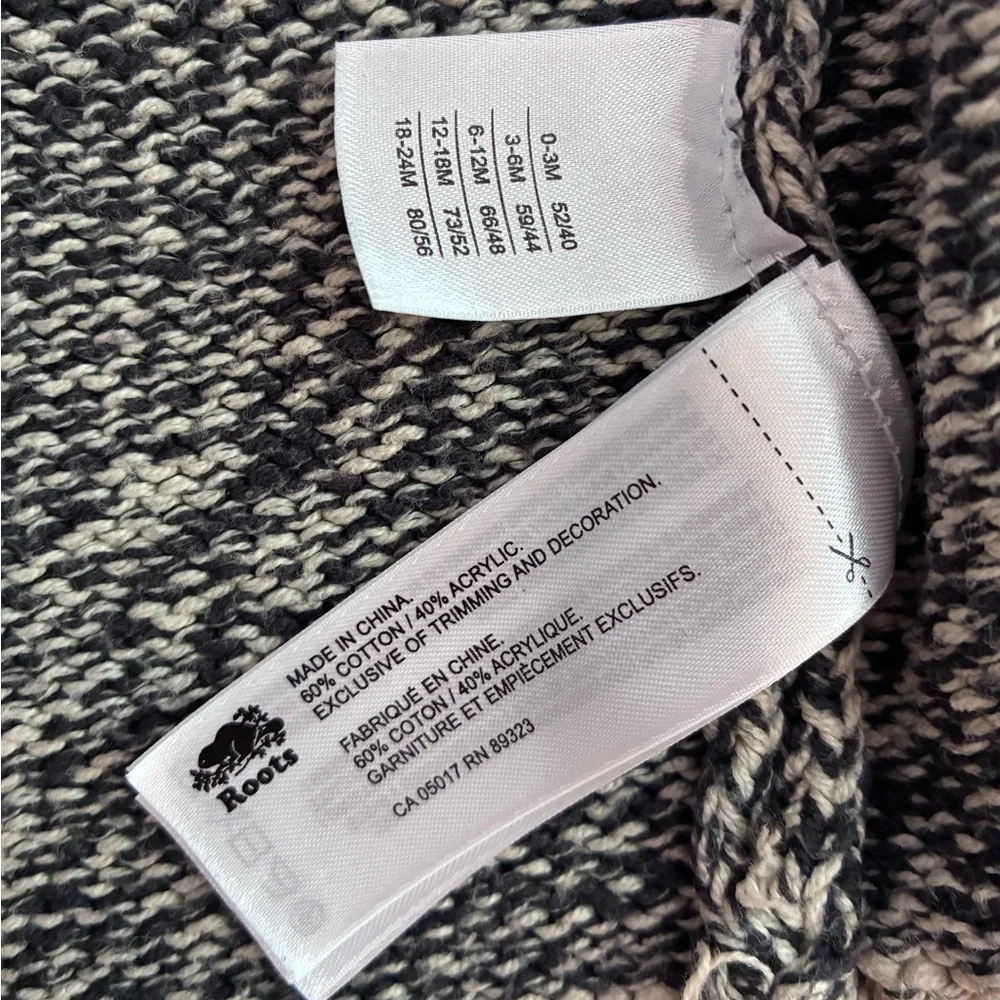 0-3M 52/40
3-6M 59/44
6-12M 66/48
12-18M 73/52
18-24M 80/56
Roots
MADE IN CHINA.
60% COTTON / 40% ACRYLIC.
EXCLUSIVE OF TRIMMING AND DECORATION.
FABRIQUÉ EN CHINE.
60% COTON / 40% ACRYLIQUE.
GARNITURE ET EMPIÈCEMENT EXCLUSIFS.
CA 05017 RN 89323